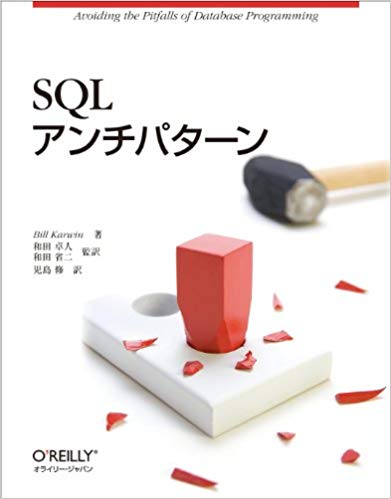 Avoiding the Pitfalls of Database Programming
SQL
アンチパターン
Bill Karwin 著
和田 卓人
和田 省二 監訳
児島 修 訳
O'REILLY®
オライリー・ジャパン